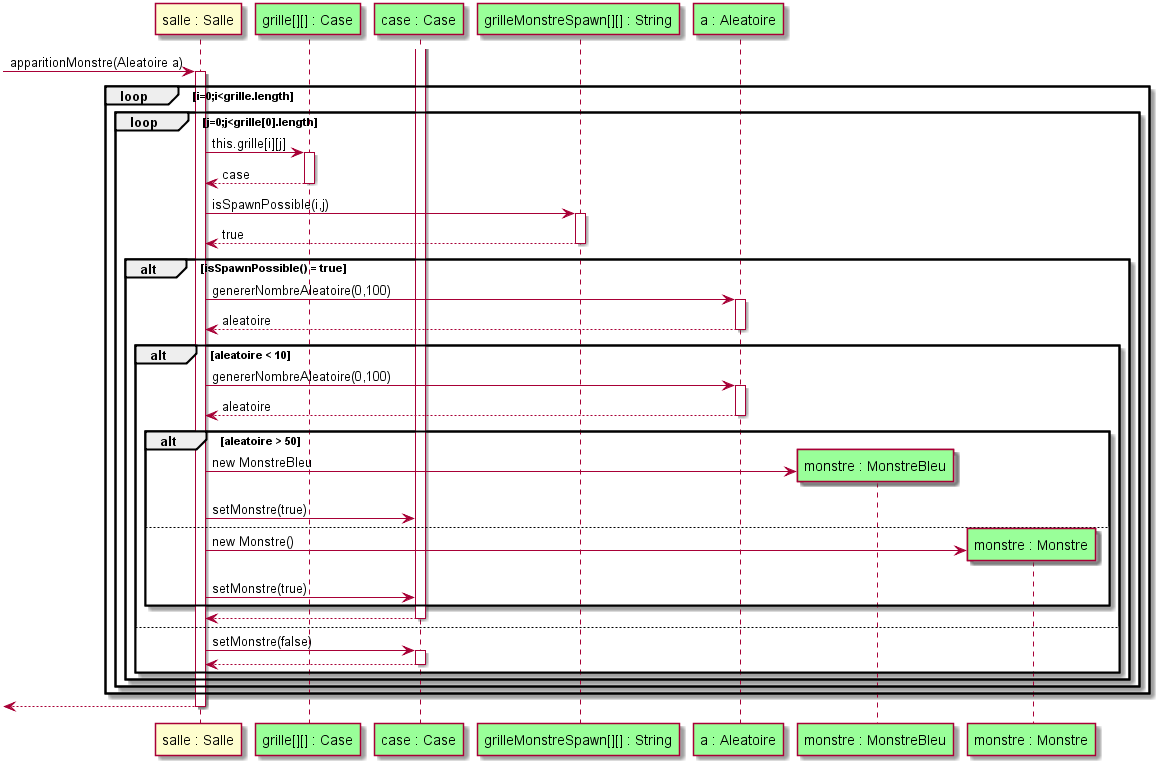 salle : Salle
grille[][] : Case
case : Case
grilleMonstreSpawn[][] : String
a : Aleatoire
apparitionMonstre(Aleatoire a)
loop [i=0;i<grille.length]
loop [j=0;j<grille[0].length]
this.grille[i][j]
case
isSpawnPossible(i,j)
true
alt [isSpawnPossible() = true]
genererNombreAleatoire(0,100)
aleatoire
alt [aleatoire < 10]
genererNombreAleatoire(0,100)
aleatoire
alt [aleatoire > 50]
new MonstreBleu
monstre : MonstreBleu
setMonstre(true)
new Monstre()
monstre : Monstre
setMonstre(true)
setMonstre(false)
salle : Salle
grille[][] : Case
case : Case
grilleMonstreSpawn[][] : String
a : Aleatoire
monstre : MonstreBleu
monstre : Monstre